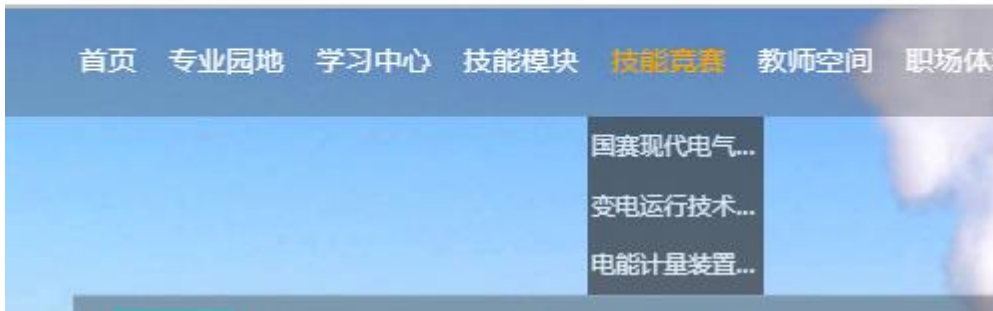 首页 专业园地 学习中心 技能模块 技能竞赛 教师空间 职场体
国赛现代电气...
变电运行技术...
电能计量装置...